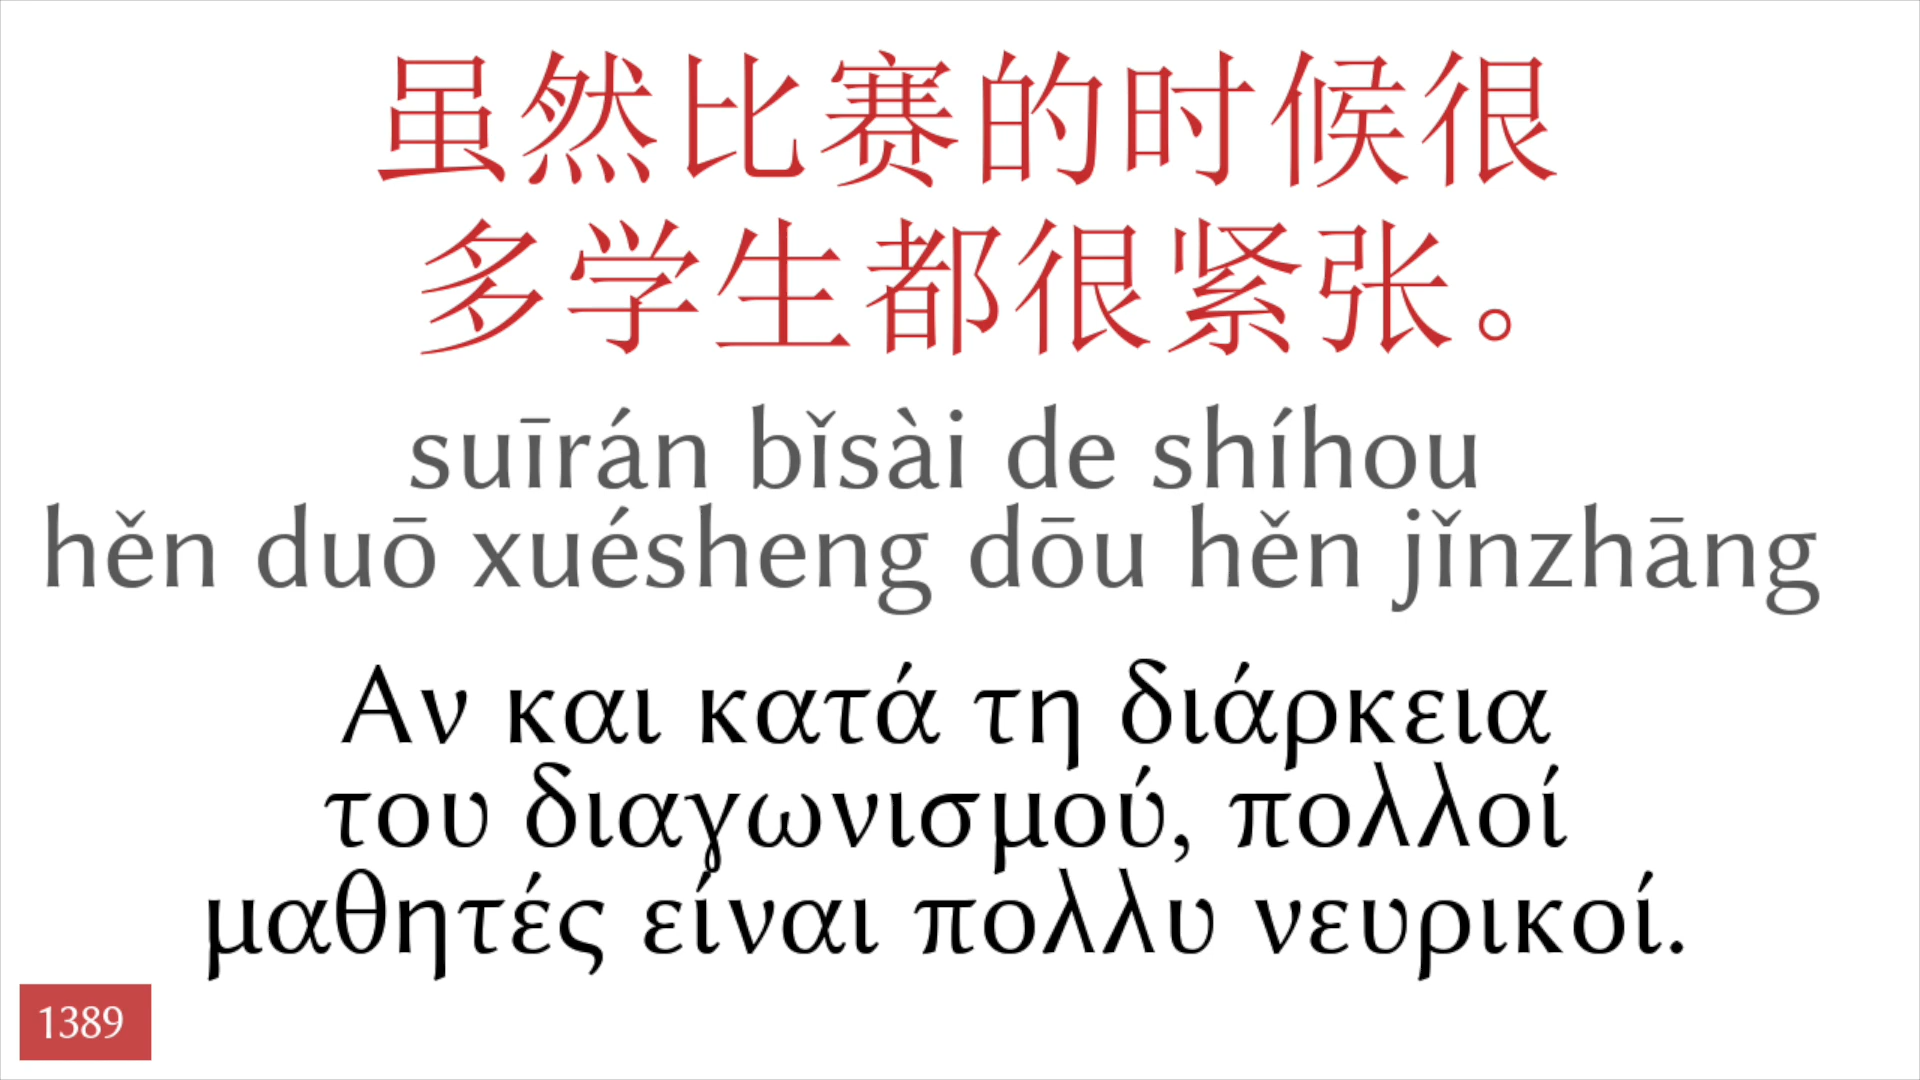 虽然比赛的时候很
多学生都很紧张。
suīrán bǐsài de shíhou
hěn duō xuésheng dōu hěn jǐnzhāng
Αν και κατά τη διάρκεια
του διαγωνισμού, πολλοί
μαθητές είναι πολλυ νευρικοί.
1389